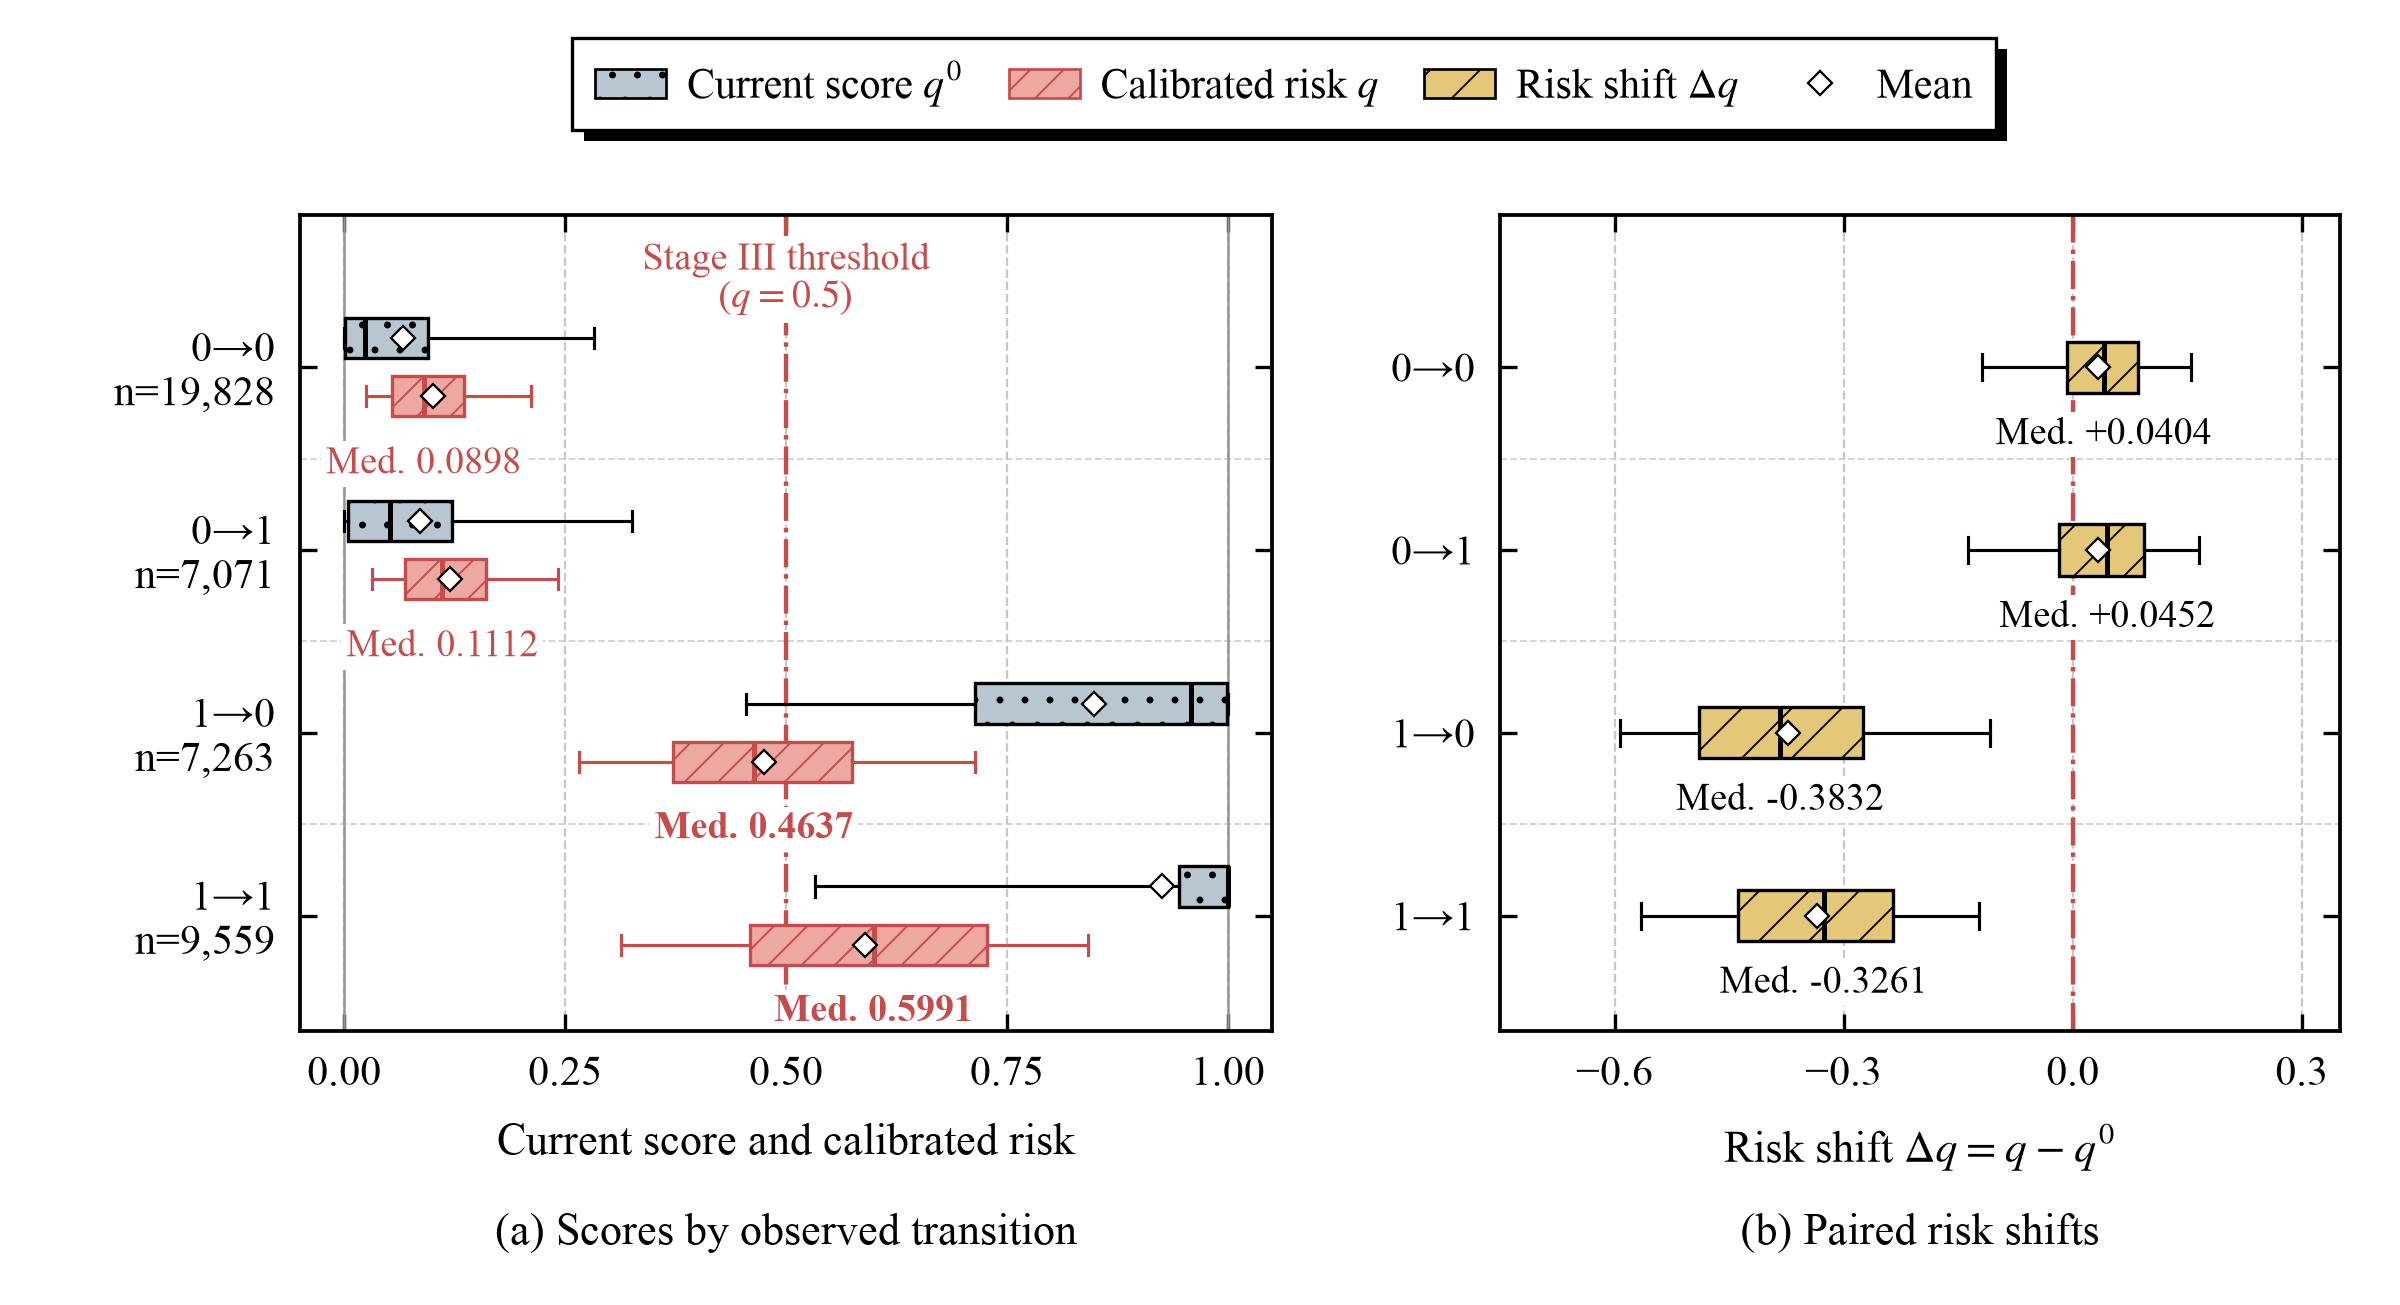 Current score q⁰ Calibrated risk q Risk shift Δq Mean
Stage III threshold
(q = 0.5)
0→0
n=19,828
Med. 0.0898
0→1
n=7,071
Med. 0.1112
1→0
n=7,263
Med. 0.4637
1→1
n=9,559
Med. 0.5991
0.00 0.25 0.50 0.75 1.00
Current score and calibrated risk
(a) Scores by observed transition
0→0
Med. +0.0404
0→1
Med. +0.0452
1→0
Med. -0.3832
1→1
Med. -0.3261
−0.6 −0.3 0.0 0.3
Risk shift Δq = q − q⁰
(b) Paired risk shifts